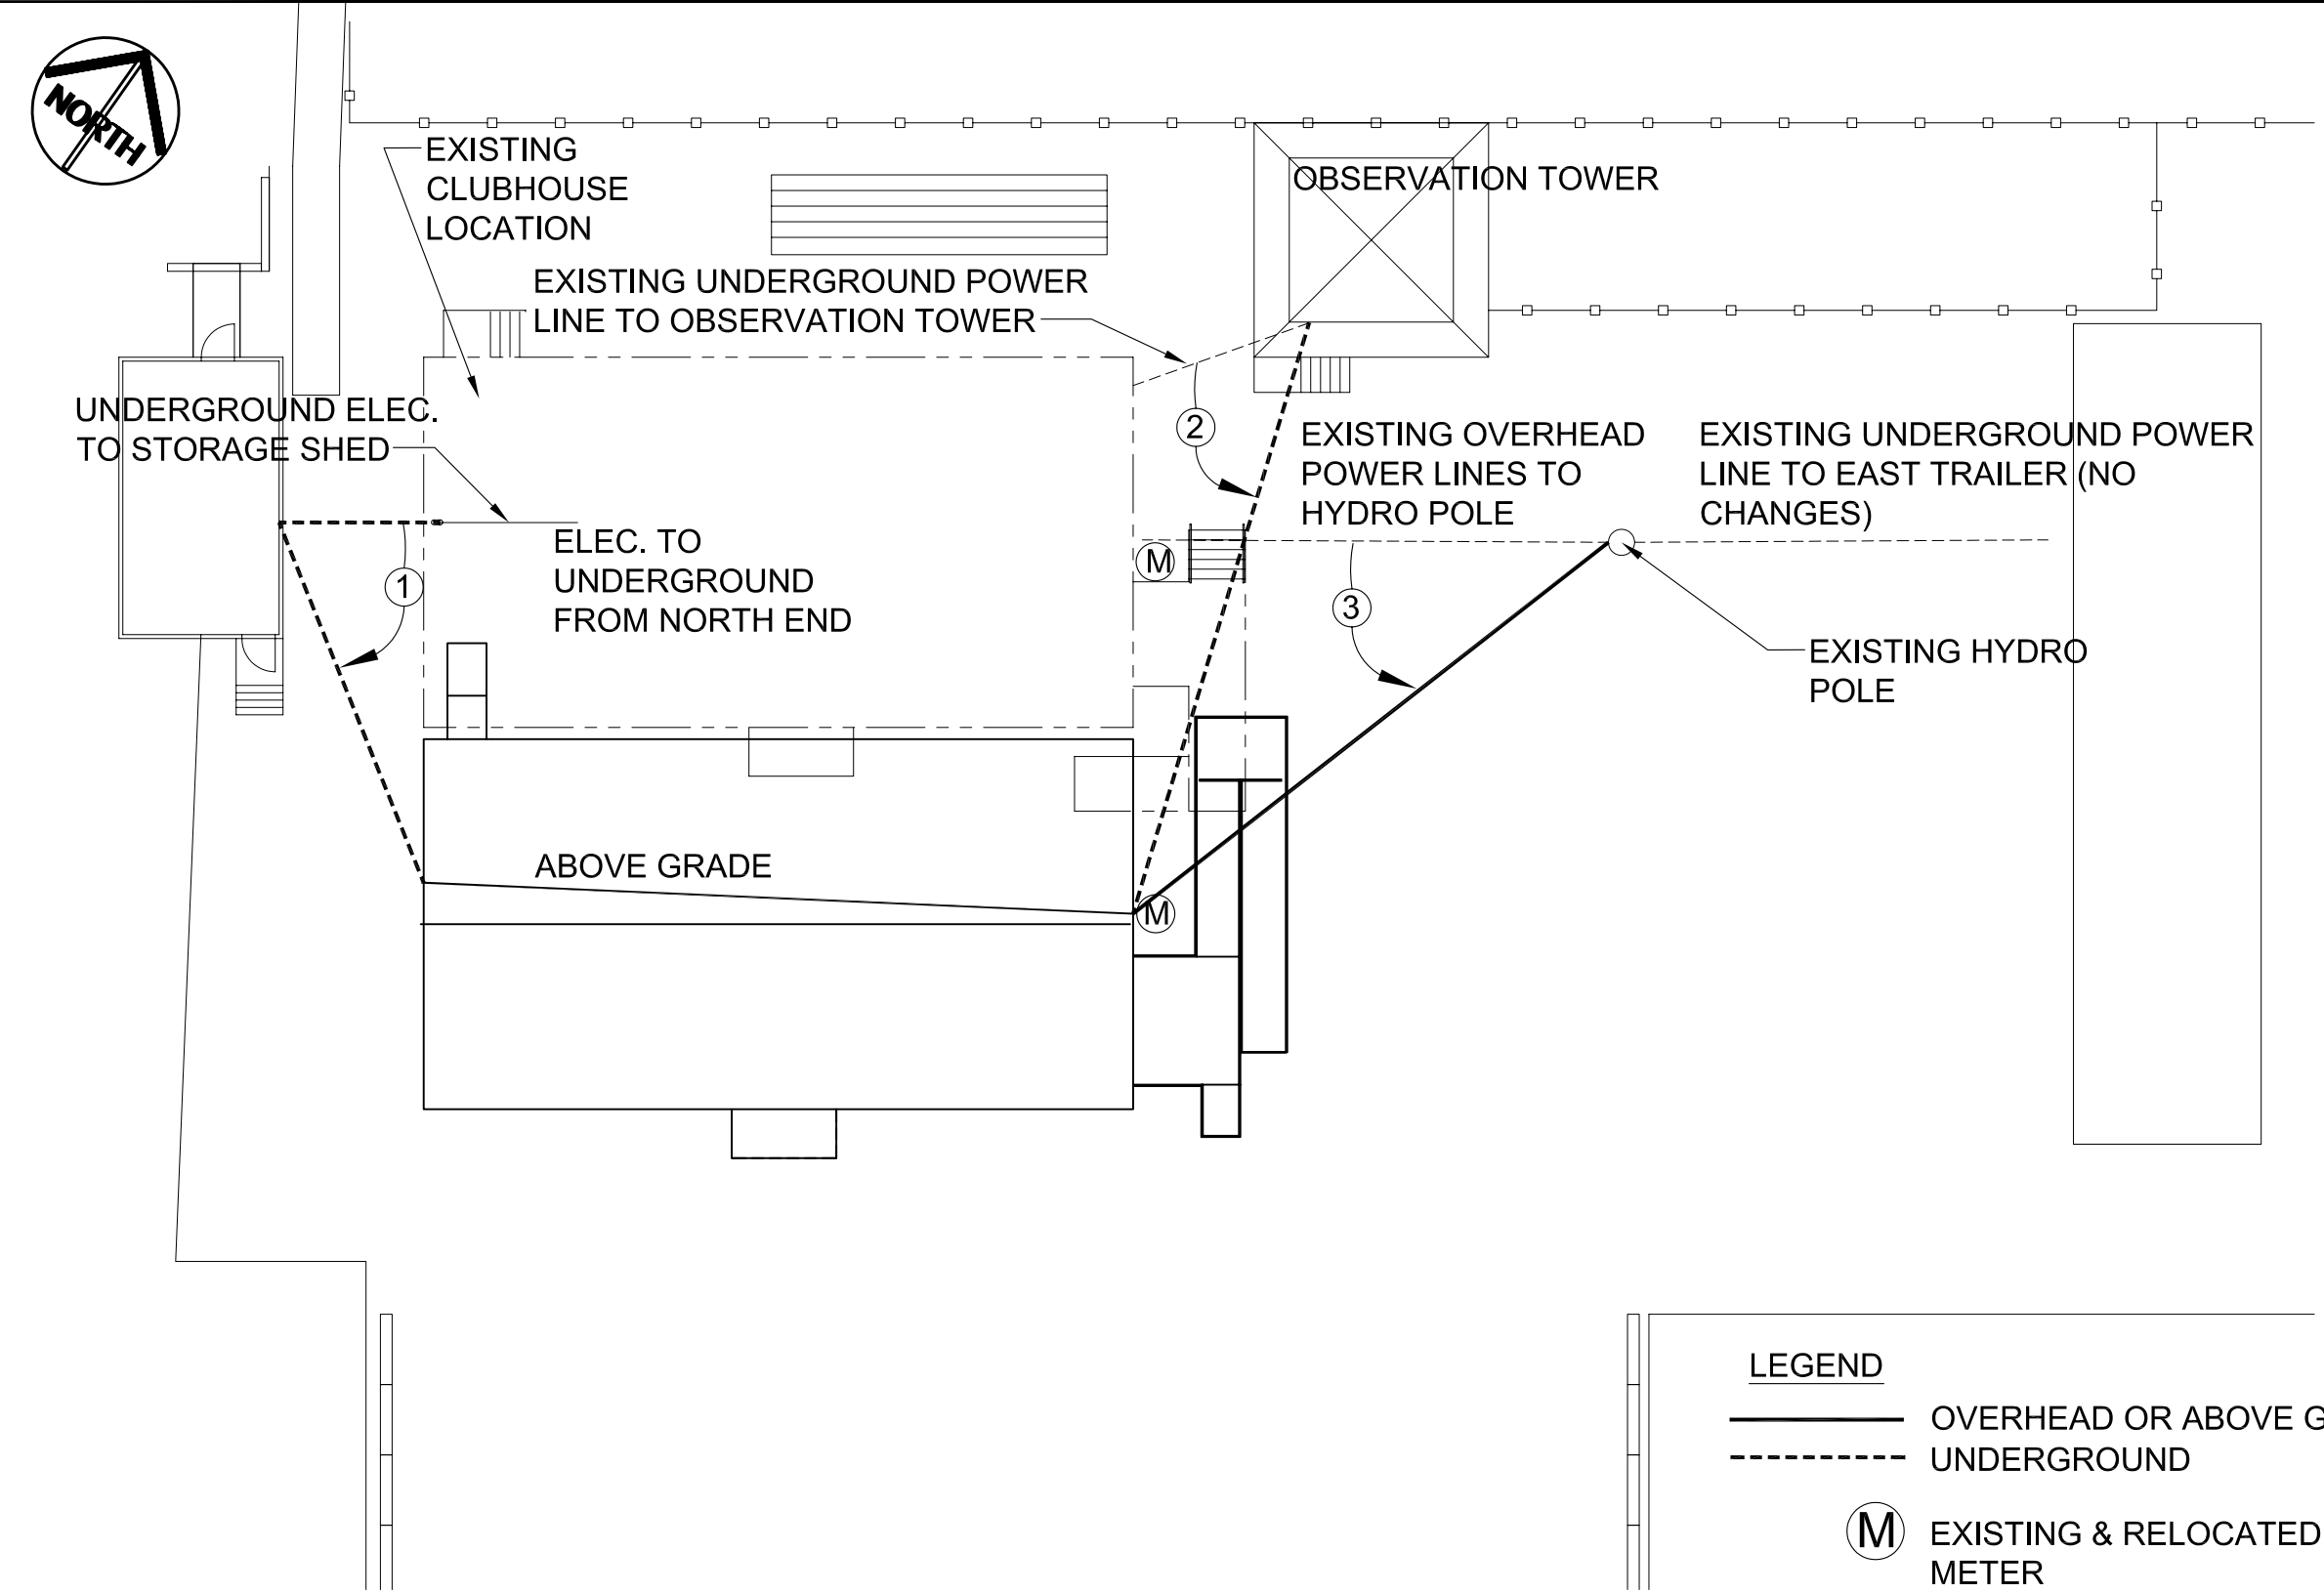 NORTH
EXISTING
CLUBHOUSE
LOCATION
OBSERVATION TOWER
EXISTING UNDERGROUND POWER
LINE TO OBSERVATION TOWER
UNDERGROUND ELEC.
TO STORAGE SHED
2
EXISTING OVERHEAD
POWER LINES TO
HYDRO POLE
EXISTING UNDERGROUND POWER
LINE TO EAST TRAILER (NO
CHANGES)
ELEC. TO
UNDERGROUND
FROM NORTH END
M
1
3
EXISTING HYDRO
POLE
ABOVE GRADE
M
LEGEND
OVERHEAD OR ABOVE G
UNDERGROUND
M
EXISTING & RELOCATED
METER